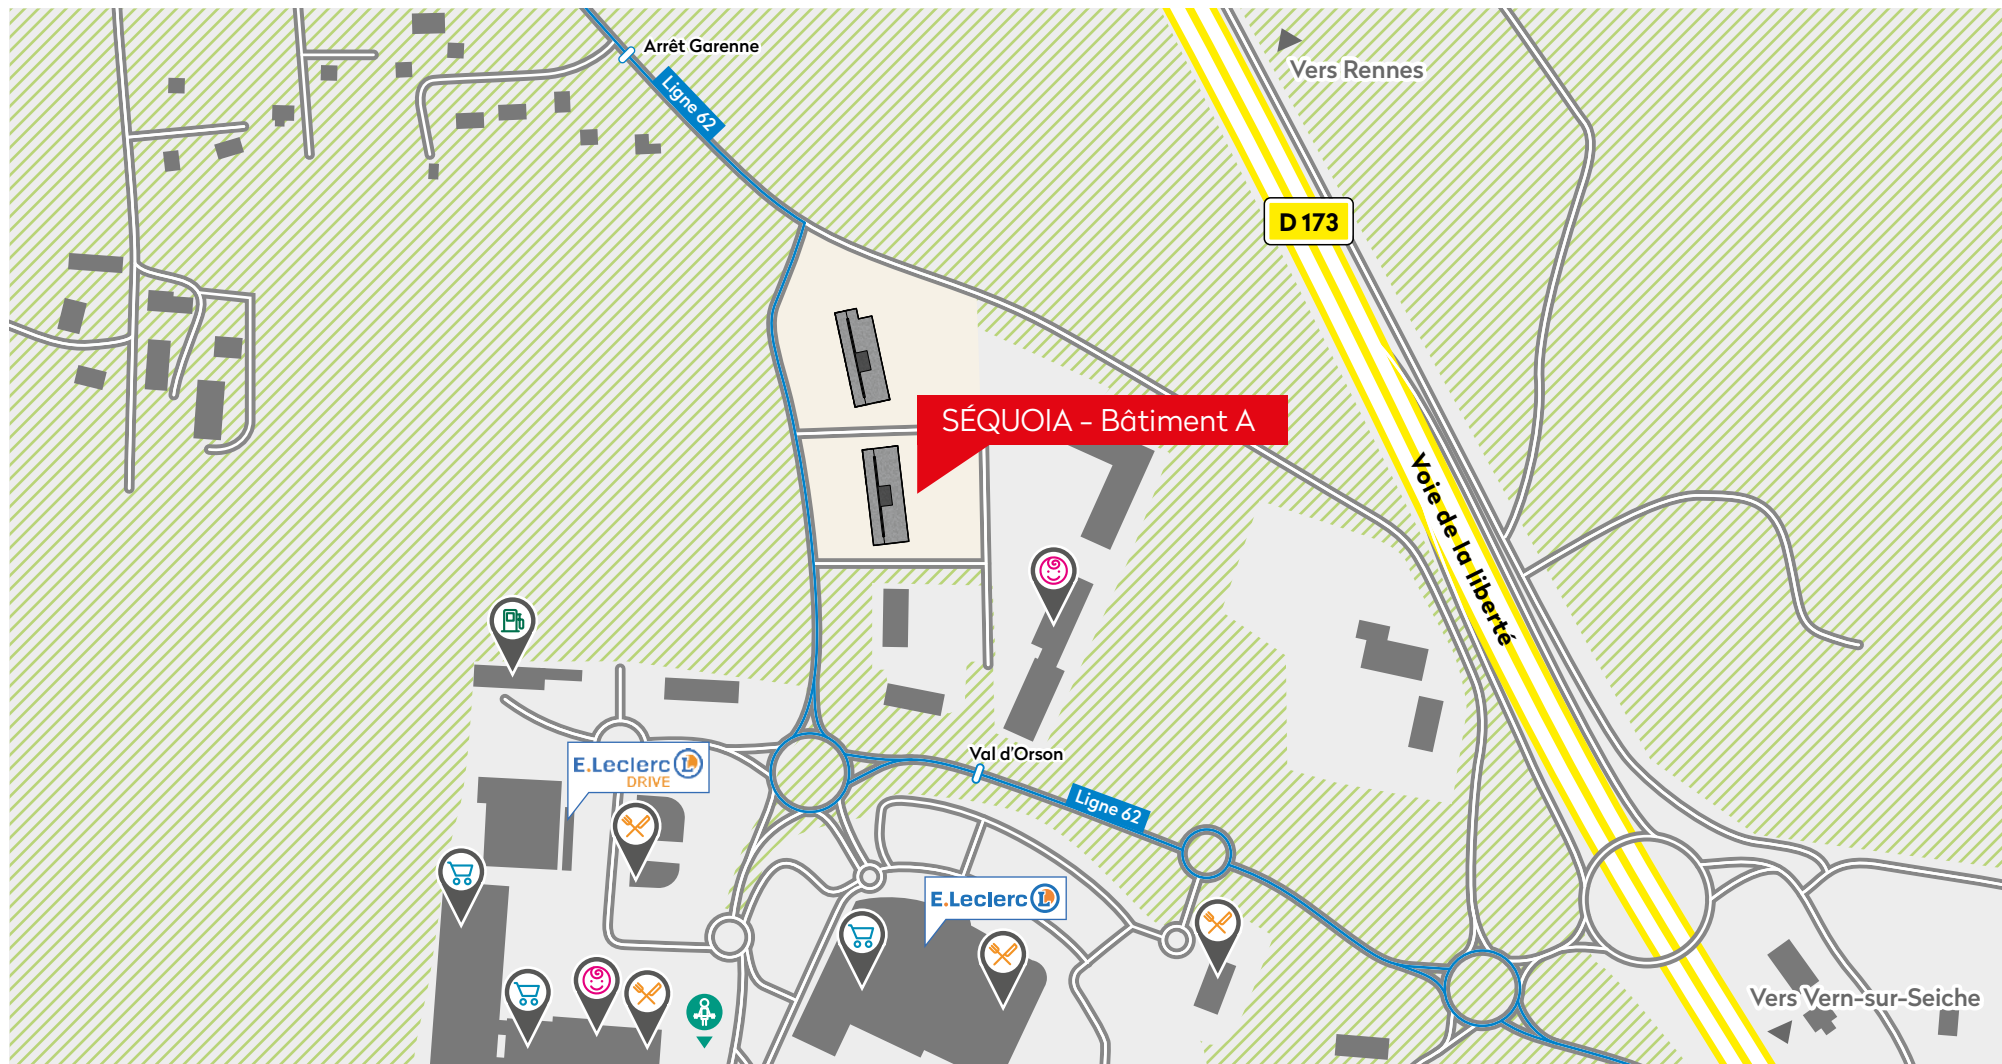 Arrêt Garenne
Ligne 62
Vers Rennes
D 173
SÉQUOIA - Bâtiment A
Voie de la liberté
Val d'Orson
E.Leclerc L
DRIVE
Ligne 62
E.Leclerc L
Vers Vern-sur-Seiche